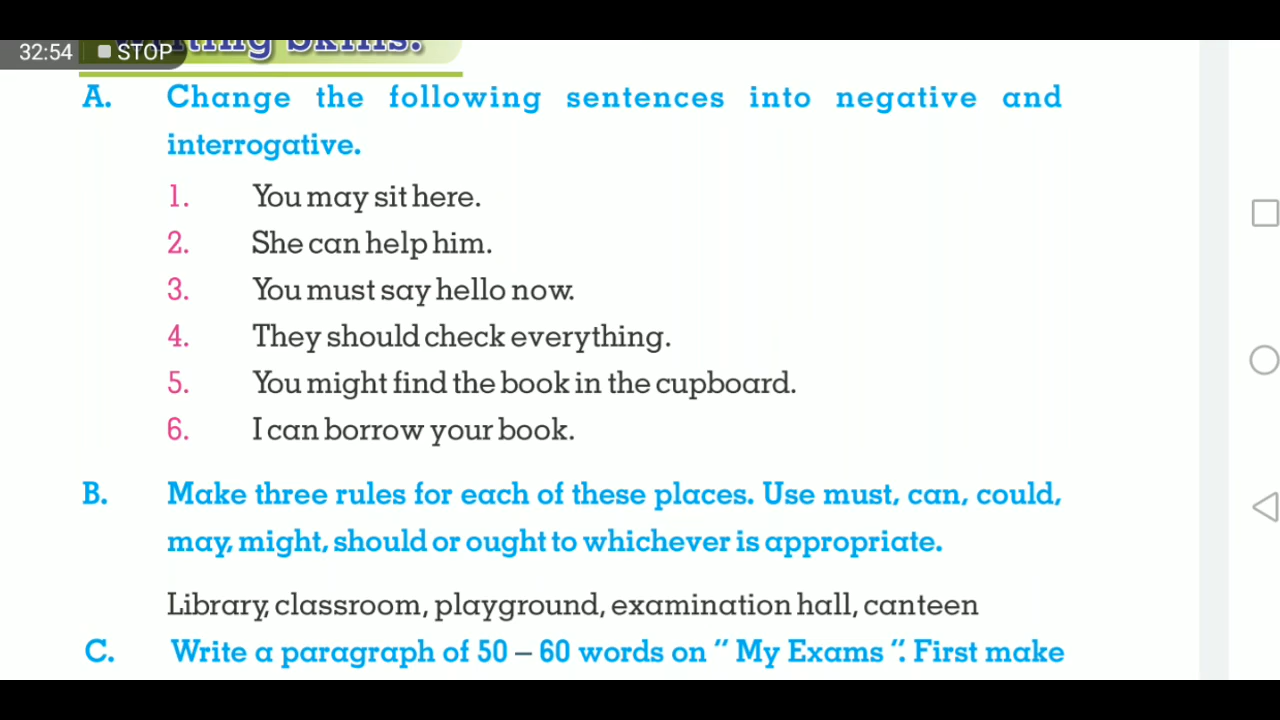 32:54 STOP
Writing Skills:
A. Change the following sentences into negative and
interrogative.
1. You may sit here.
2. She can help him.
3. You must say hello now.
4. They should check everything.
5. You might find the book in the cupboard.
6. I can borrow your book.
B. Make three rules for each of these places. Use must, can, could,
may, might, should or ought to whichever is appropriate.
Library, classroom, playground, examination hall, canteen
C. Write a paragraph of 50 – 60 words on “ My Exams “. First make